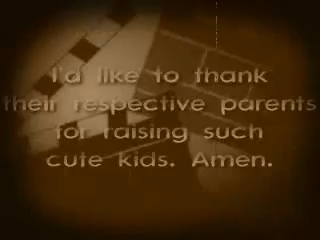 I'd like to thank
their respective parents
for raising such
cute kids. Amen.